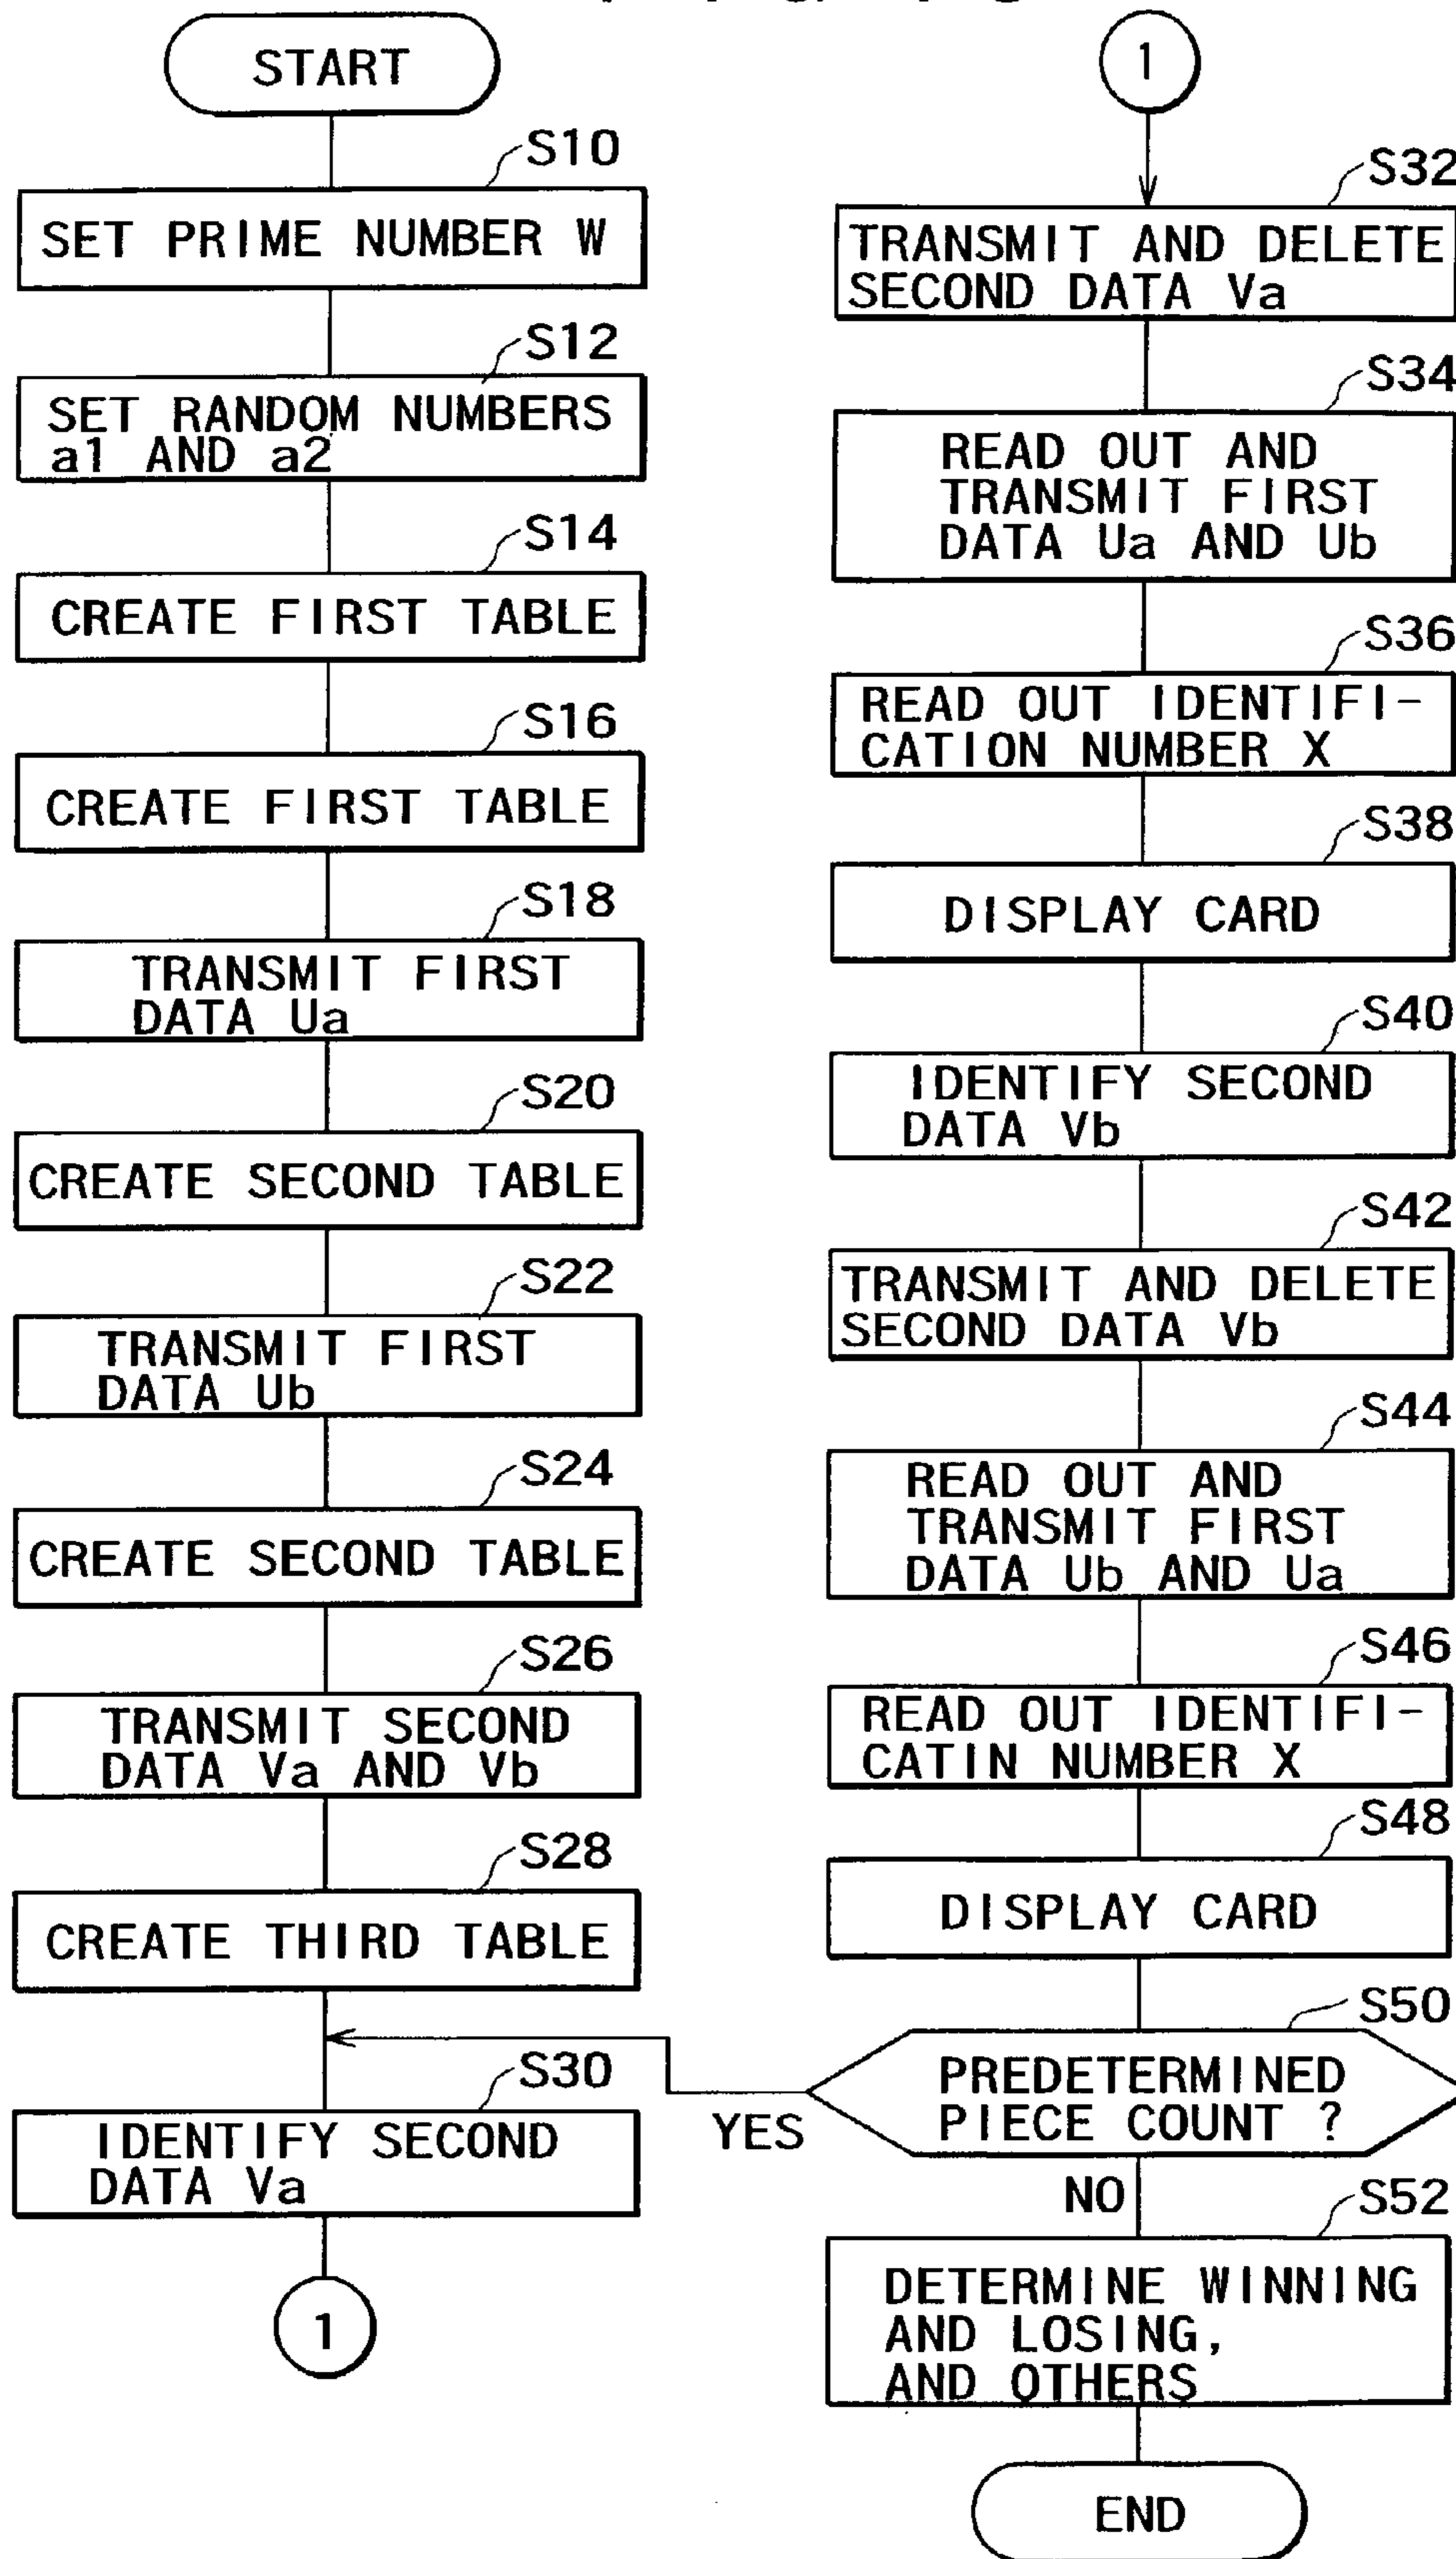 START
S10
SET PRIME NUMBER W
S12
SET RANDOM NUMBERS
a1 AND a2
S14
CREATE FIRST TABLE
S16
CREATE FIRST TABLE
S18
TRANSMIT FIRST
DATA Ua
S20
CREATE SECOND TABLE
S22
TRANSMIT FIRST
DATA Ub
S24
CREATE SECOND TABLE
S26
TRANSMIT SECOND
DATA Va AND Vb
S28
CREATE THIRD TABLE
S30
IDENTIFY SECOND
DATA Va
1
1
S32
TRANSMIT AND DELETE
SECOND DATA Va
S34
READ OUT AND
TRANSMIT FIRST
DATA Ua AND Ub
S36
READ OUT IDENTIFI-
CATION NUMBER X
S38
DISPLAY CARD
S40
IDENTIFY SECOND
DATA Vb
S42
TRANSMIT AND DELETE
SECOND DATA Vb
S44
READ OUT AND
TRANSMIT FIRST
DATA Ub AND Ua
S46
READ OUT IDENTIFI-
CATIN NUMBER X
S48
DISPLAY CARD
S50
PREDETERMINED
PIECE COUNT ?
YES
NO
S52
DETERMINE WINNING
AND LOSING,
AND OTHERS
END